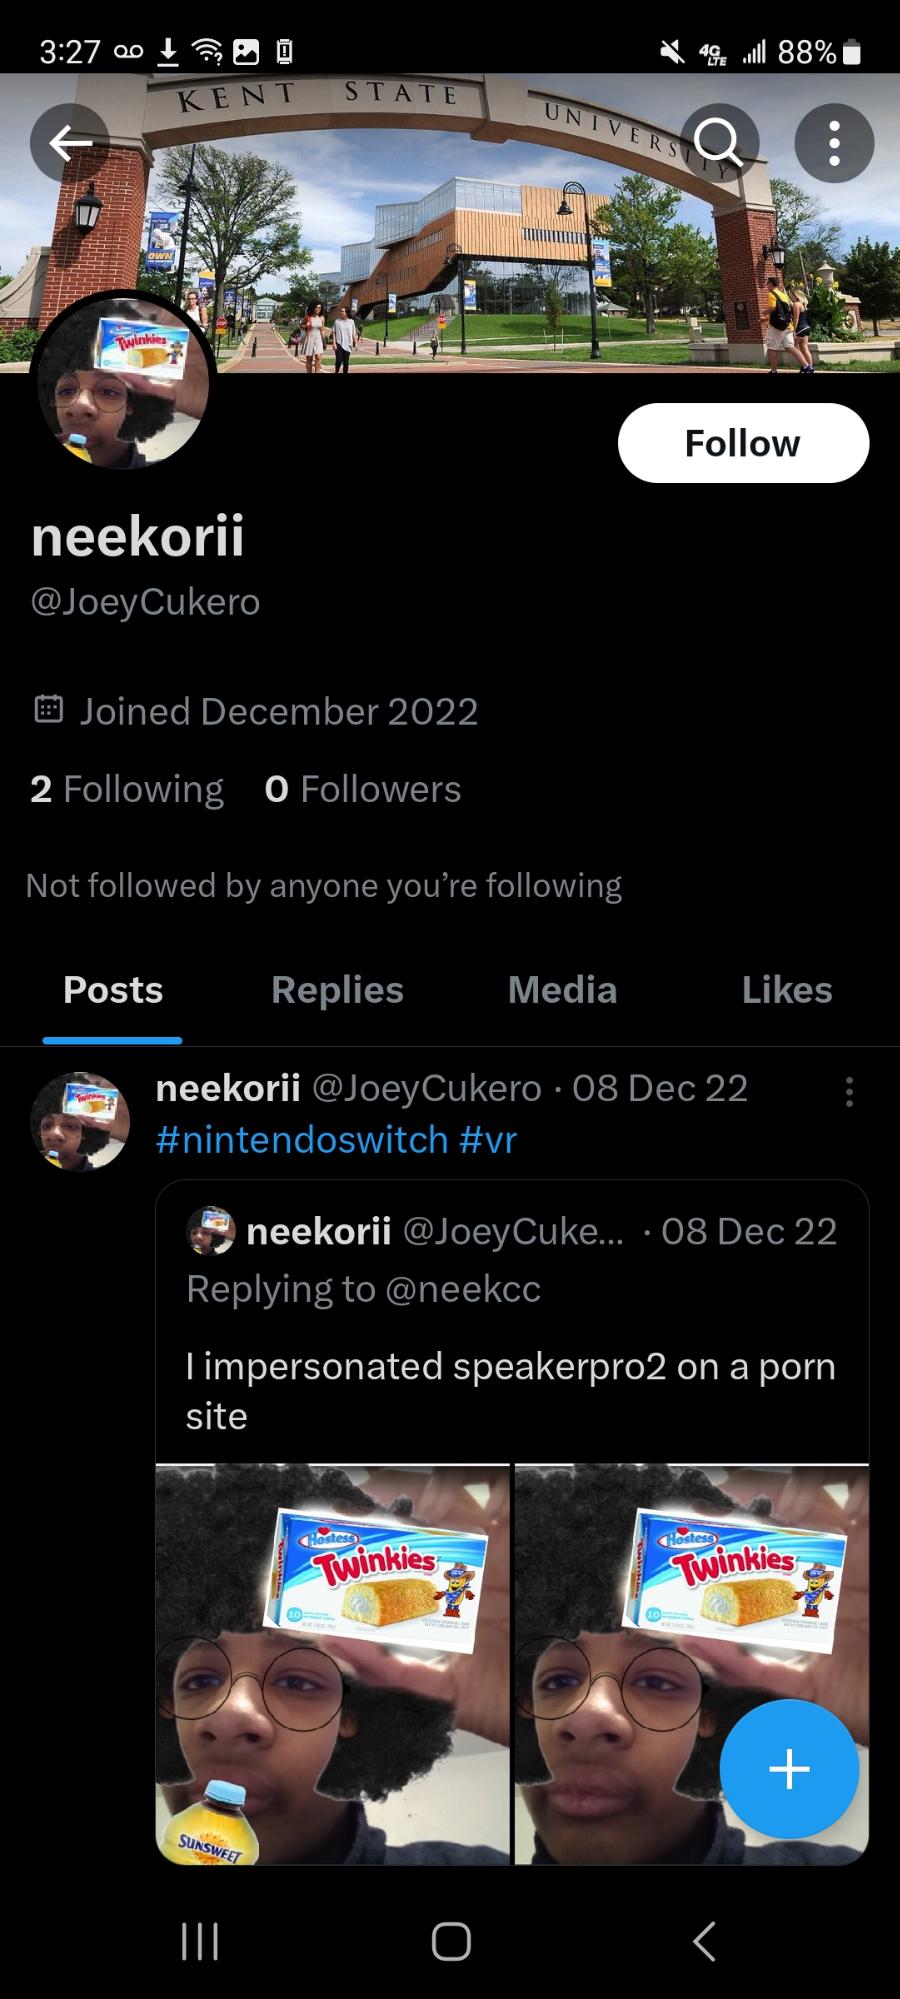 3:27
4G
LTE
88%
KENT STATE
UNIVERSITY
OWN
Hostess
Twinkies
Follow
neekorii
@JoeyCukero
Joined December 2022
2 Following 0 Followers
Not followed by anyone you’re following
Posts Replies Media Likes
neekorii @JoeyCukero · 08 Dec 22
#nintendoswitch #vr
neekorii @JoeyCuke... · 08 Dec 22
Replying to @neekcc
I impersonated speakerpro2 on a porn
site
Hostess
Twinkies
10
Hostess
Twinkies
10
SUNSWEET